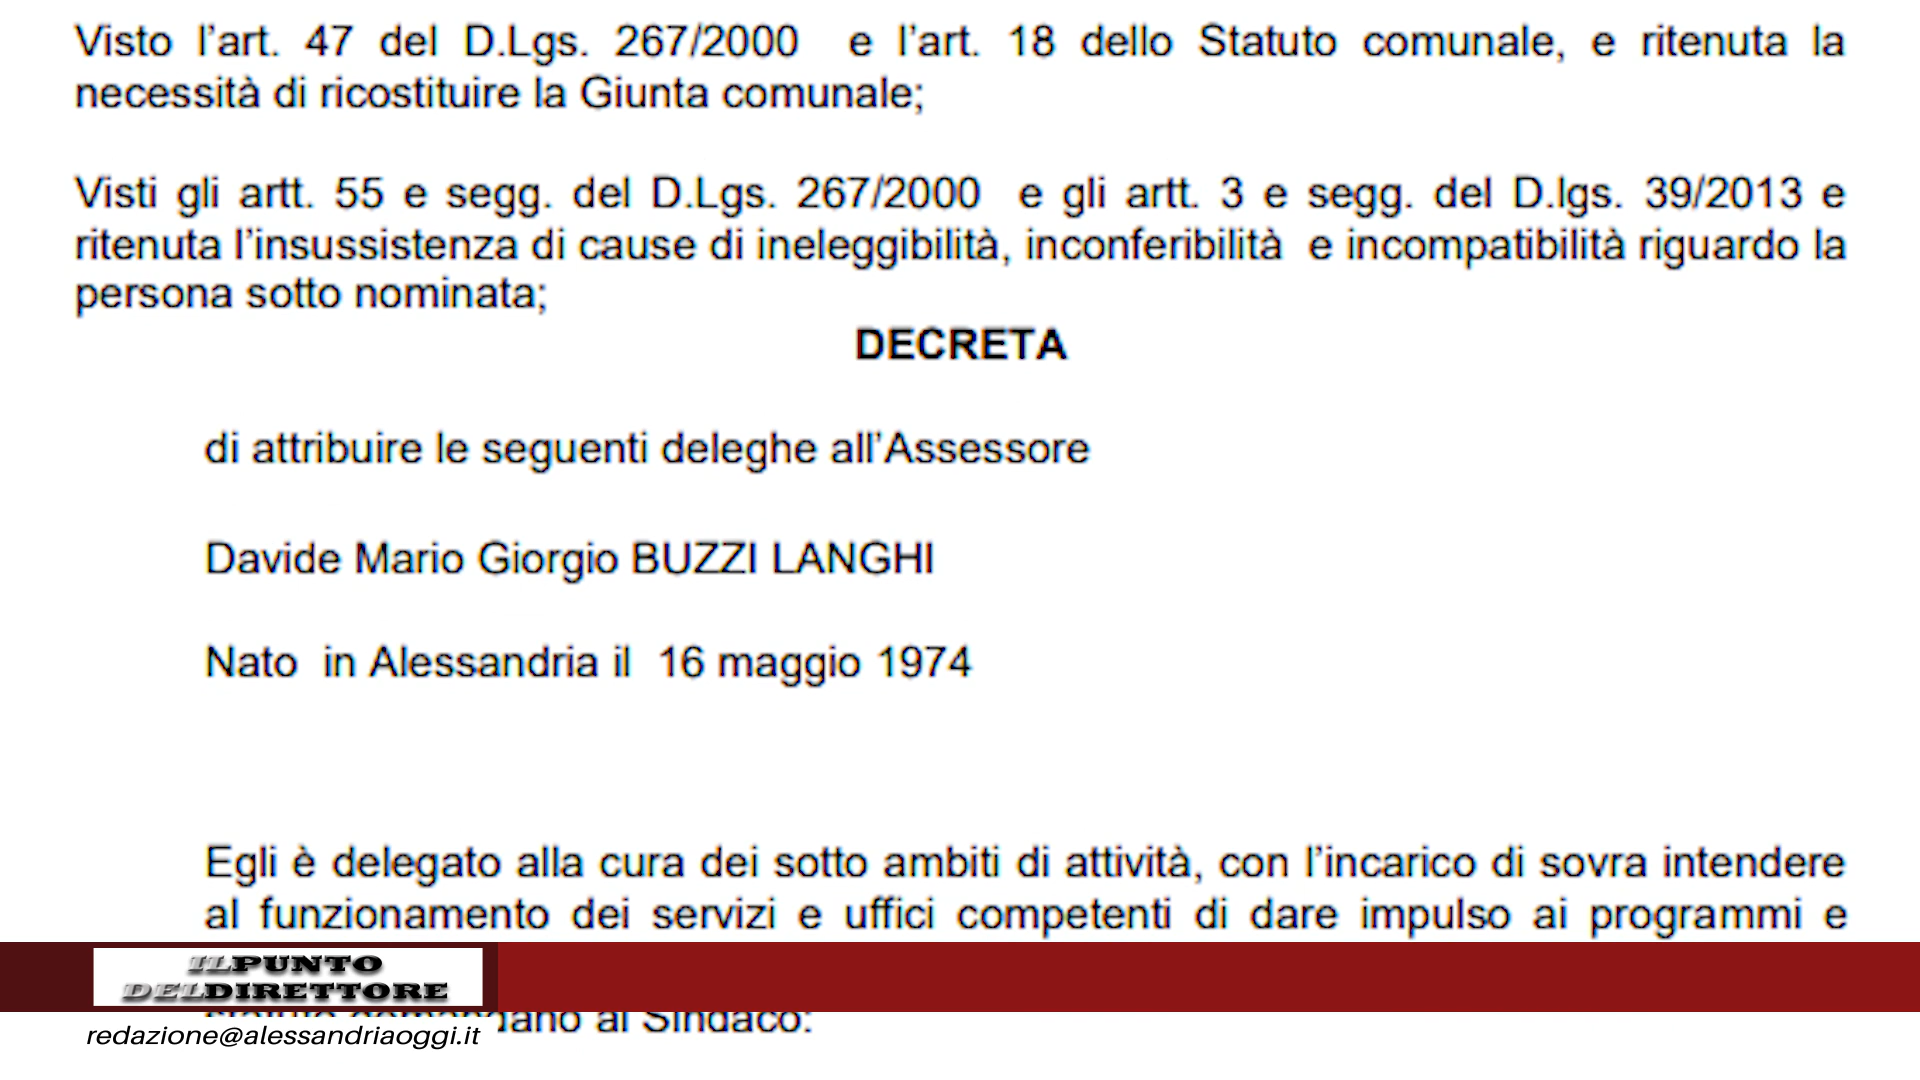 Visto l’art. 47 del D.Lgs. 267/2000 e l’art. 18 dello Statuto comunale, e ritenuta la
necessità di ricostituire la Giunta comunale;
Visti gli artt. 55 e segg. del D.Lgs. 267/2000 e gli artt. 3 e segg. del D.lgs. 39/2013 e
ritenuta l’insussistenza di cause di ineleggibilità, inconferibilità e incompatibilità riguardo la
persona sotto nominata;
DECRETA
di attribuire le seguenti deleghe all’Assessore
Davide Mario Giorgio BUZZI LANGHI
Nato in Alessandria il 16 maggio 1974
Egli è delegato alla cura dei sotto ambiti di attività, con l’incarico di sovra intendere
al funzionamento dei servizi e uffici competenti di dare impulso ai programmi e
ILPUNTO
DELDIRETTORE
al Sindaco:
redazione@alessandriaoggi.it